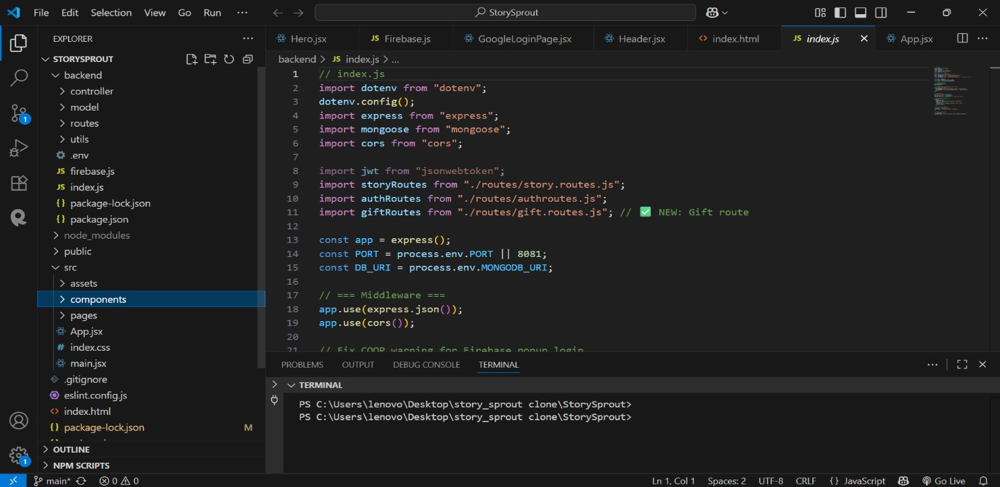 File Edit Selection View Go Run ···
StorySprout
EXPLORER ···
STORYSPROUT
backend
controller
model
routes
utils
.env
JS firebase.js
JS index.js
{} package-lock.json
{} package.json
node_modules
public
src
assets
components
pages
App.jsx
# index.css
main.jsx
.gitignore
eslint.config.js
<> index.html
{} package-lock.json M
OUTLINE
NPM SCRIPTS
Hero.jsx JS Firebase.js GoogleLoginPage.jsx Header.jsx <> index.html JS index.js App.jsx ···
backend > JS index.js > ...
1 // index.js
2 import dotenv from "dotenv";
3 dotenv.config();
4 import express from "express";
5 import mongoose from "mongoose";
6 import cors from "cors";
7
8 import jwt from "jsonwebtoken";
9 import storyRoutes from "./routes/story.routes.js";
10 import authRoutes from "./routes/authroutes.js";
11 import giftRoutes from "./routes/gift.routes.js"; // ✅ NEW: Gift route
12
13 const app = express();
14 const PORT = process.env.PORT || 8081;
15 const DB_URI = process.env.MONGODB_URI;
16
17 // === Middleware ===
18 app.use(express.json());
19 app.use(cors());
20
21 // Fix COOP warning for Firebase popup login
PROBLEMS OUTPUT DEBUG CONSOLE TERMINAL ···
TERMINAL
PS C:\Users\lenovo\Desktop\story_sprout clone\StorySprout>
PS C:\Users\lenovo\Desktop\story_sprout clone\StorySprout>
1
1
main* 0 0 Ln 1, Col 1 Spaces: 2 UTF-8 CRLF {} JavaScript Go Live